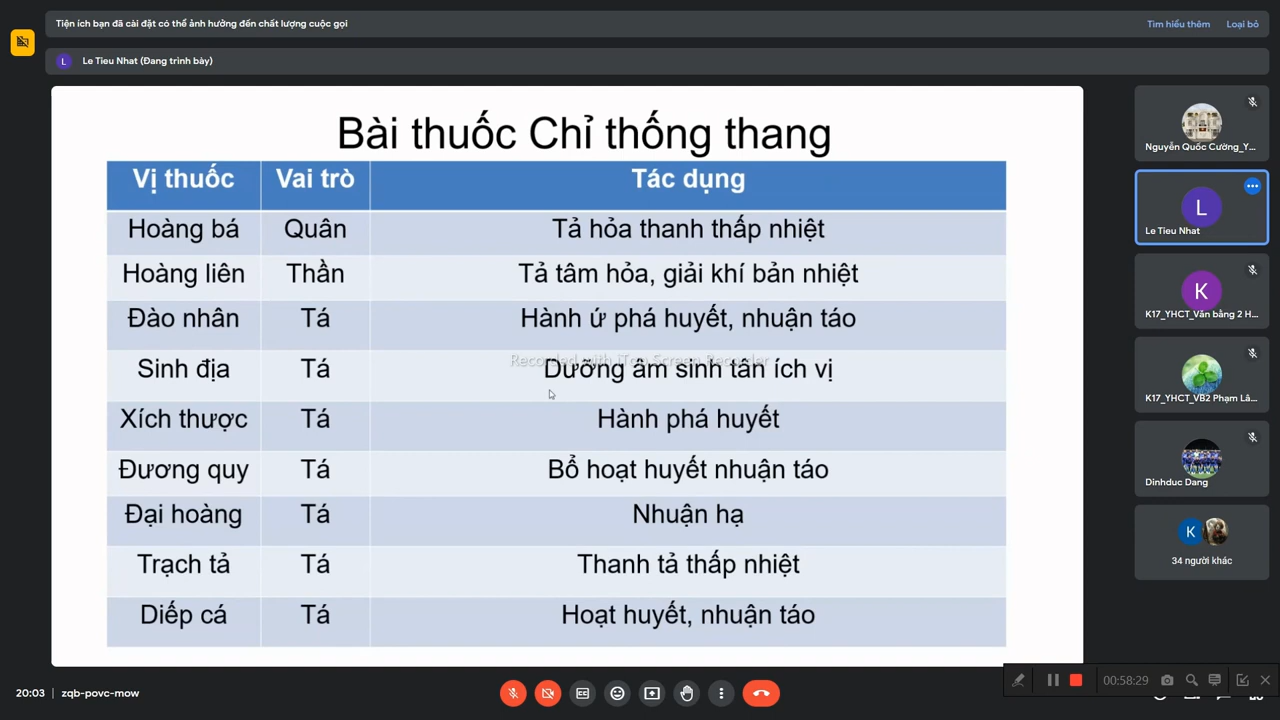 Tiện ích bạn đã cài đặt có thể ảnh hưởng đến chất lượng cuộc gọi
Tìm hiểu thêm
Loại bỏ
L
Le Tieu Nhat (Đang trình bày)
Bài thuốc Chỉ thống thang
Vị thuốc Vai trò Tác dụng
Hoàng bá Quân Tả hỏa thanh thấp nhiệt
Hoàng liên Thần Tả tâm hỏa, giải khí bản nhiệt
Đào nhân Tá Hành ứ phá huyết, nhuận táo
Recorded with iTop Screen Recorder
Sinh địa Tá Dưỡng âm sinh tân ích vị
Xích thược Tá Hành phá huyết
Đương quy Tá Bổ hoạt huyết nhuận táo
Đại hoàng Tá Nhuận hạ
Trạch tả Tá Thanh tả thấp nhiệt
Diếp cá Tá Hoạt huyết, nhuận táo
Nguyễn Quốc Cường_Y...
L
Le Tieu Nhat
K
K17_YHCT_Văn bằng 2 H...
K17_YHCT_VB2 Phạm Lâ...
Dinhduc Dang
K
34 người khác
20:03 | zqb-povc-mow
00:58:29